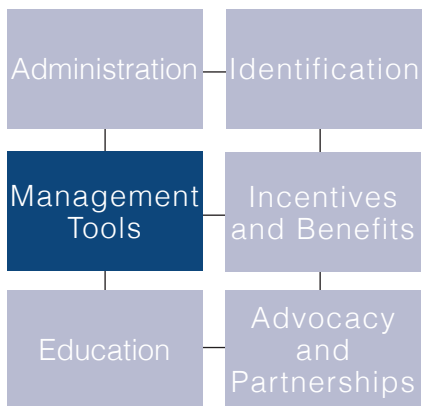 Administration
Identification
Management
Tools
Incentives
and Benefits
Education
Advocacy
and
Partnerships